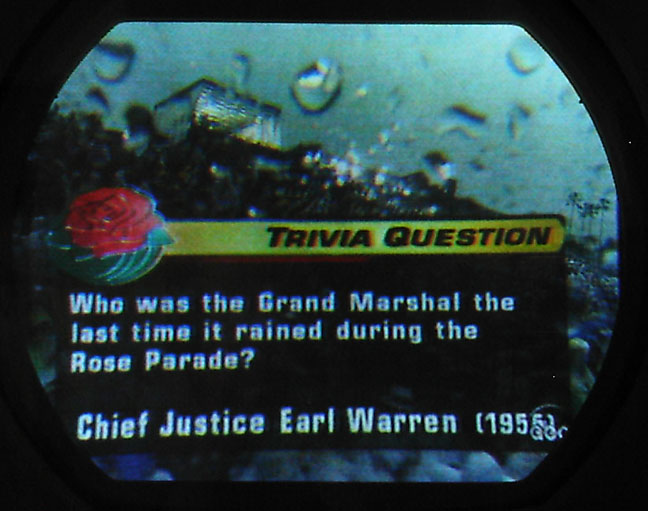 TRIVIA QUESTION
Who was the Grand Marshal the
last time it rained during the
Rose Parade?
Chief Justice Earl Warren (1955)